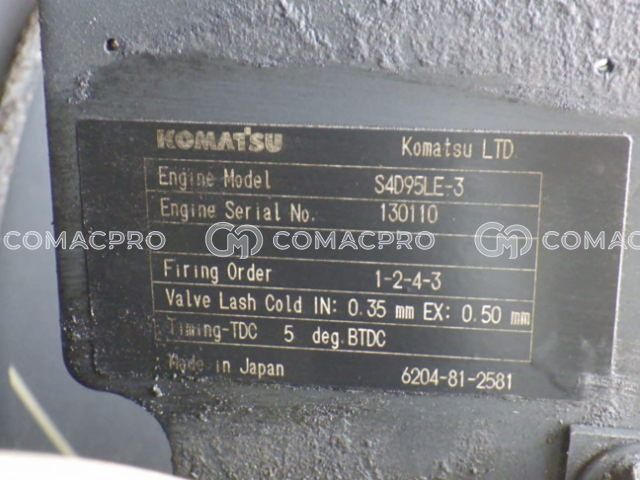 KOMATSU Komatsu LTD.
Engine Model S4D95LE-3
Engine Serial No. 130110
COMACPRO COMACPRO
Firing Order 1-2-4-3
Valve Lash Cold IN: 0.35 mm EX: 0.50 mm
Timing-TDC 5 deg.BTDC
Made in Japan 6204-81-2581